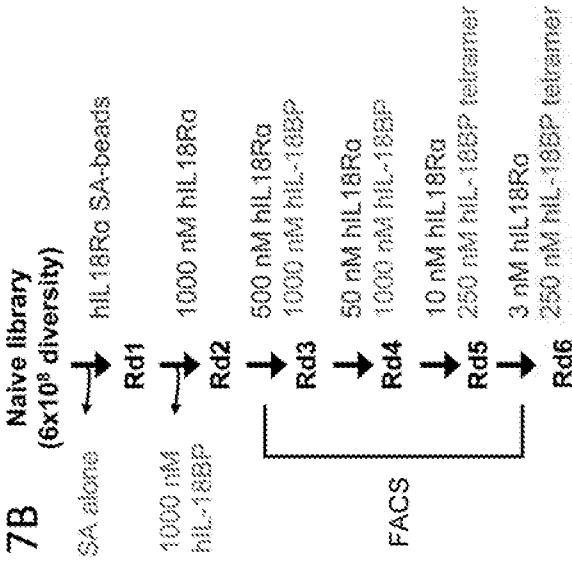 7B
Naive library
(6x10⁸ diversity)
SA alone
hIL18Rα SA-beads
Rd1
1000 nM
hIL-18BP
1000 nM hIL18Rα
Rd2
500 nM hIL18Rα
1000 nM hIL-18BP
Rd3
50 nM hIL18Rα
1000 nM hIL-18BP
Rd4
10 nM hIL18Rα
250 nM hIL-18BP tetramer
Rd5
3 nM hIL18Rα
250 nM hIL-18BP tetramer
Rd6
FACS